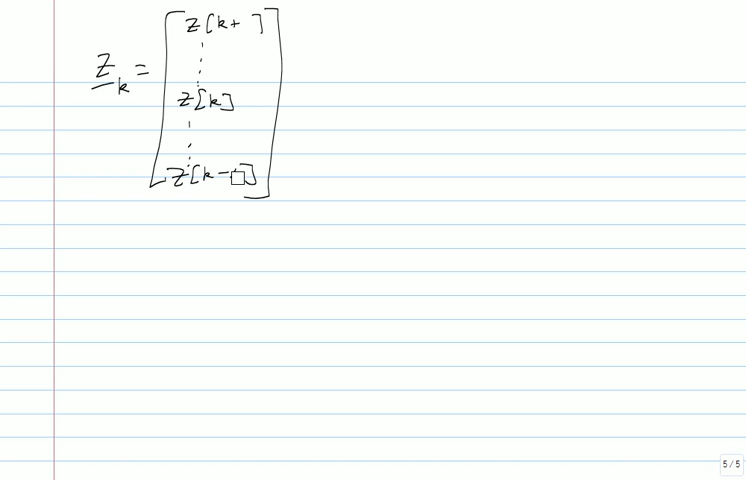 z[k+ ]
z_k =
z[k]
z[k-□]
5/5